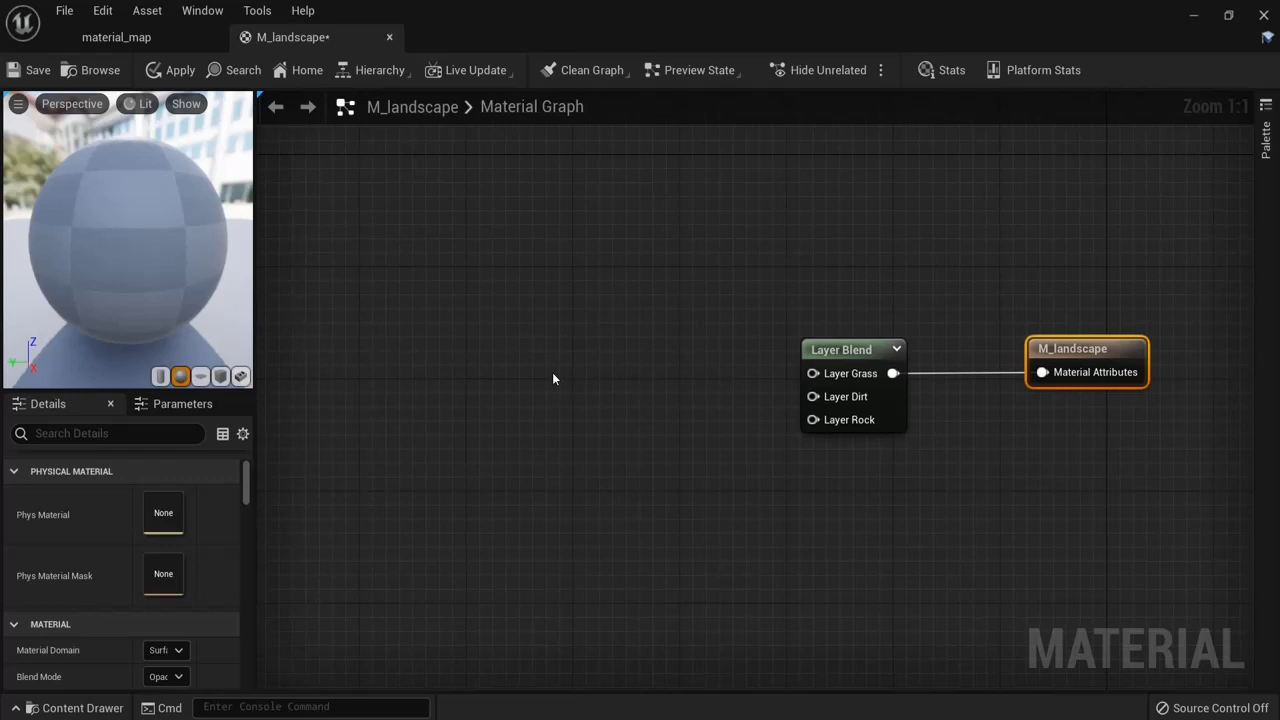 File Edit Asset Window Tools Help
material_map M_landscape*
Save Browse Apply Search Home Hierarchy Live Update Clean Graph Preview State Hide Unrelated Stats Platform Stats
Perspective Lit Show
M_landscape > Material Graph Zoom 1:1
Palette
Z
Y
X
Layer Blend
Layer Grass
Layer Dirt
Layer Rock
M_landscape
Material Attributes
Details Parameters
Search Details
PHYSICAL MATERIAL
Phys Material None
Phys Material Mask None
MATERIAL
Material Domain Surfa
Blend Mode Opac
MATERIAL
Content Drawer Cmd Enter Console Command Source Control Off